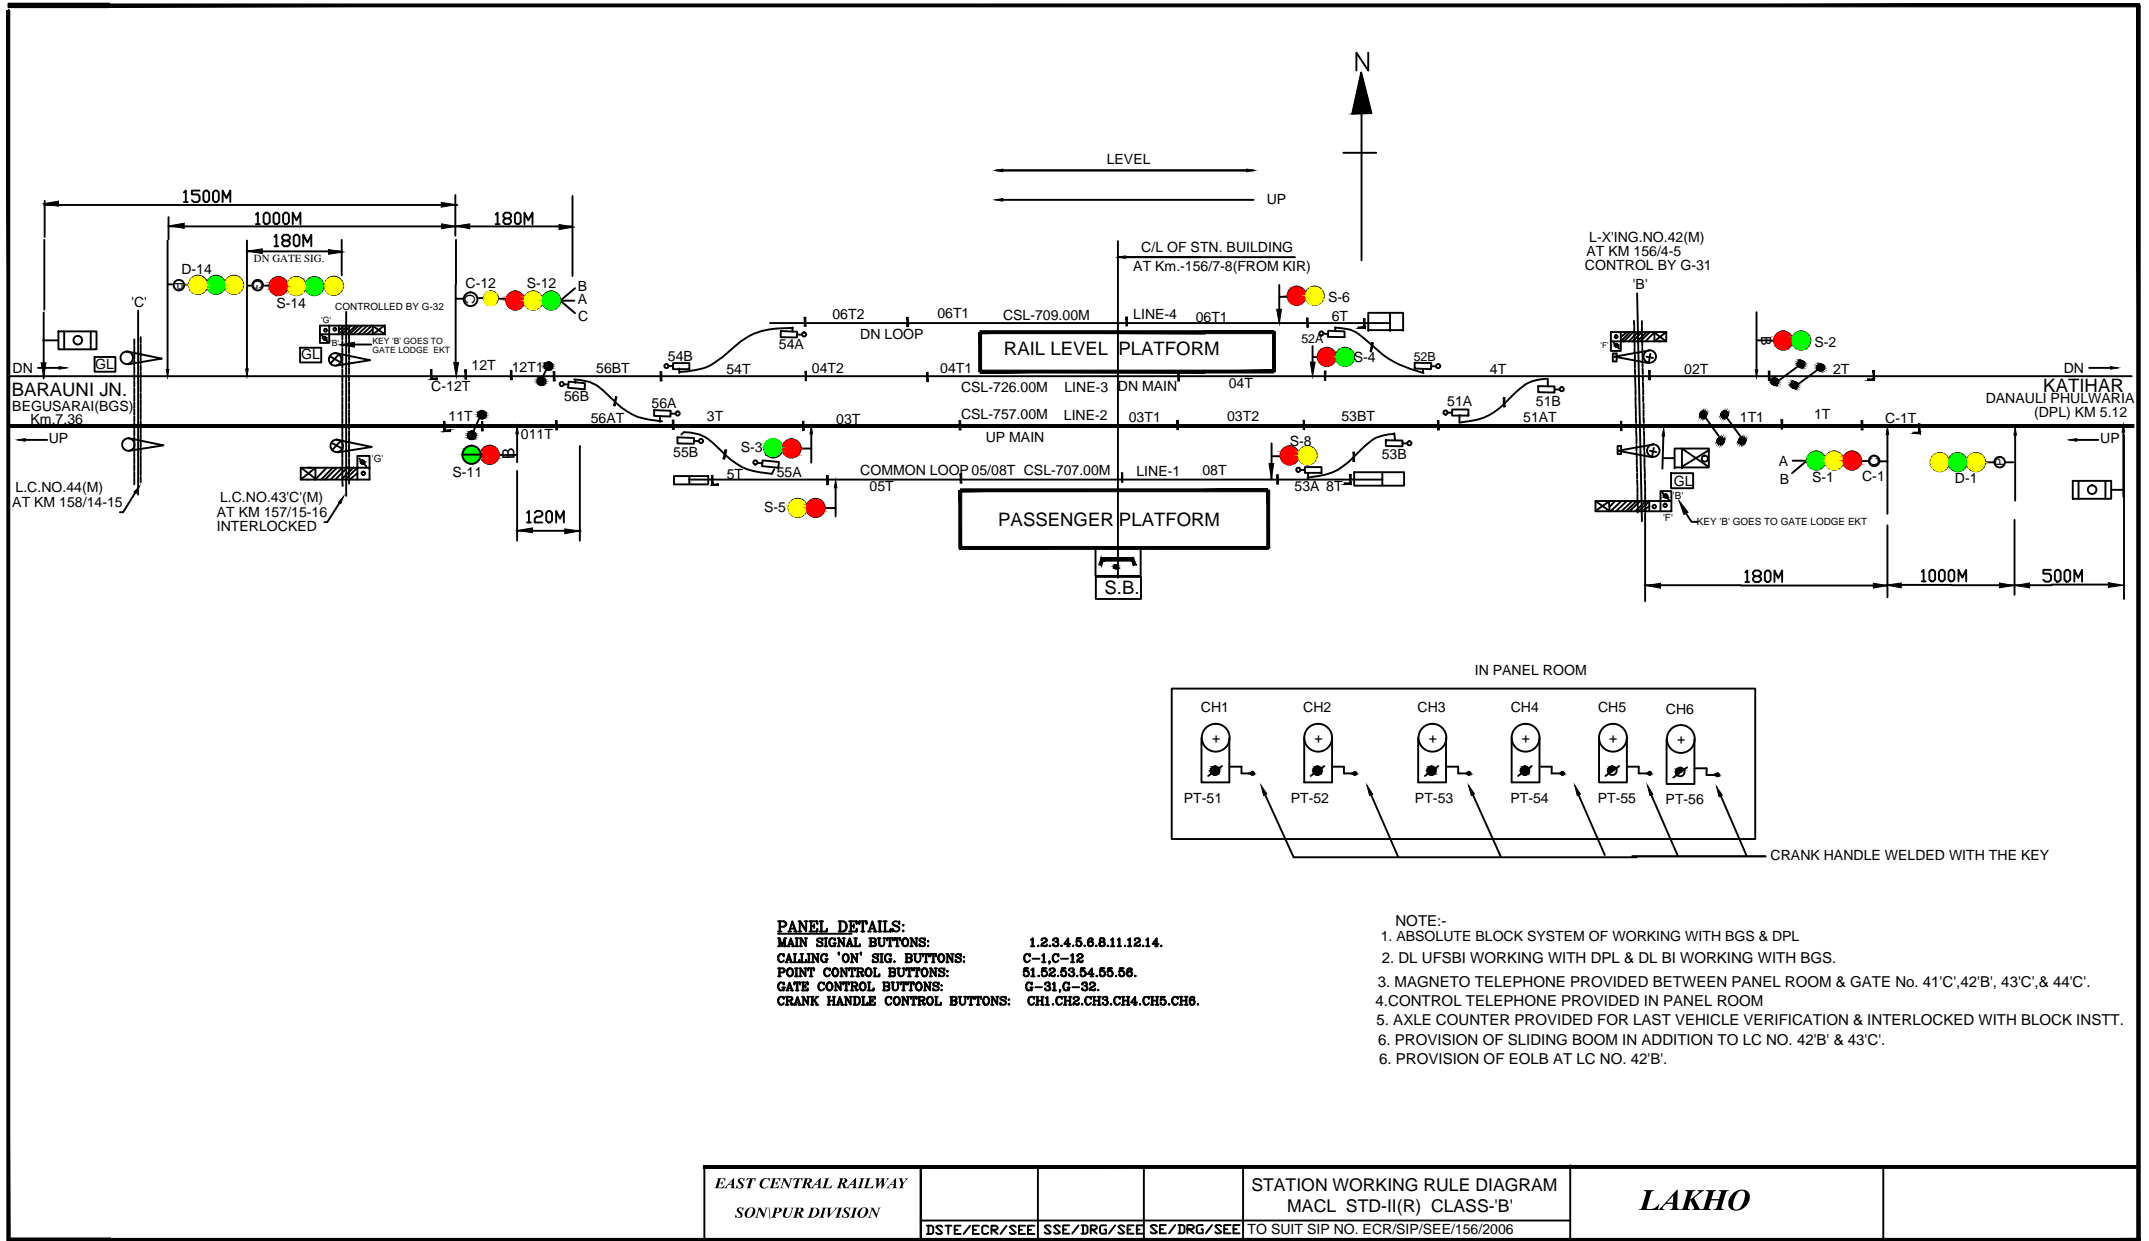 N
LEVEL
UP
1500M
1000M
180M
180M
DN GATE SIG.
C/L OF STN. BUILDING
AT Km.-156/7-8(FROM KIR)
L-X'ING.NO.42(M)
AT KM 156/4-5
CONTROL BY G-31
'B'
D-14
S-14
'C'
CONTROLLED BY G-32
C-12
S-12
B
A
C
'G'
'B'
KEY 'B' GOES TO
GATE LODGE EKT
GL
GL
06T2
06T1
CSL-709.00M
LINE-4
06T1
S-6
6T
DN LOOP
54A
RAIL LEVEL PLATFORM
52A
S-4
52B
'F'
S-2
DN
C-12T
12T
12T1
56BT
54B
54T
04T2
04T1
CSL-726.00M
LINE-3
DN MAIN
04T
4T
51B
02T
2T
DN
BARAUNI JN.
BEGUSARAI(BGS)
Km.7.36
UP
KATIHAR
DANAULI PHULWARIA
(DPL) KM 5.12
UP
56B
56A
11T
011T
56AT
3T
03T
CSL-757.00M
LINE-2
03T1
03T2
53BT
51A
51AT
1T1
1T
C-1T
UP MAIN
B
S-11
55B
S-3
55A
S-8
53B
5T
COMMON LOOP
05/08T
CSL-707.00M
LINE-1
08T
05T
53A
8T
S-5
'G'
A
B
S-1
C-1
D-1
GL
'B'
'F'
KEY 'B' GOES TO GATE LODGE EKT
L.C.NO.44(M)
AT KM 158/14-15
L.C.NO.43'C'(M)
AT KM 157/15-16
INTERLOCKED
120M
PASSENGER PLATFORM
S.B.
180M
1000M
500M
IN PANEL ROOM
CH1
CH2
CH3
CH4
CH5
CH6
PT-51
PT-52
PT-53
PT-54
PT-55
PT-56
CRANK HANDLE WELDED WITH THE KEY
PANEL DETAILS:
MAIN SIGNAL BUTTONS: 1.2.3.4.5.6.8.11.12.14.
CALLING 'ON' SIG. BUTTONS: C-1,C-12
POINT CONTROL BUTTONS: 51.52.53.54.55.56.
GATE CONTROL BUTTONS: G-31,G-32.
CRANK HANDLE CONTROL BUTTONS: CH1.CH2.CH3.CH4.CH5.CH6.
NOTE:-
1. ABSOLUTE BLOCK SYSTEM OF WORKING WITH BGS & DPL
2. DL UFSBI WORKING WITH DPL & DL BI WORKING WITH BGS.
3. MAGNETO TELEPHONE PROVIDED BETWEEN PANEL ROOM & GATE No. 41'C',42'B', 43'C',& 44'C'.
4.CONTROL TELEPHONE PROVIDED IN PANEL ROOM
5. AXLE COUNTER PROVIDED FOR LAST VEHICLE VERIFICATION & INTERLOCKED WITH BLOCK INSTT.
6. PROVISION OF SLIDING BOOM IN ADDITION TO LC NO. 42'B' & 43'C'.
6. PROVISION OF EOLB AT LC NO. 42'B'.
EAST CENTRAL RAILWAY
SON\PUR DIVISION
DSTE/ECR/SEE
SSE/DRG/SEE
SE/DRG/SEE
STATION WORKING RULE DIAGRAM
MACL STD-II(R) CLASS-'B'
TO SUIT SIP NO. ECR/SIP/SEE/156/2006
LAKHO